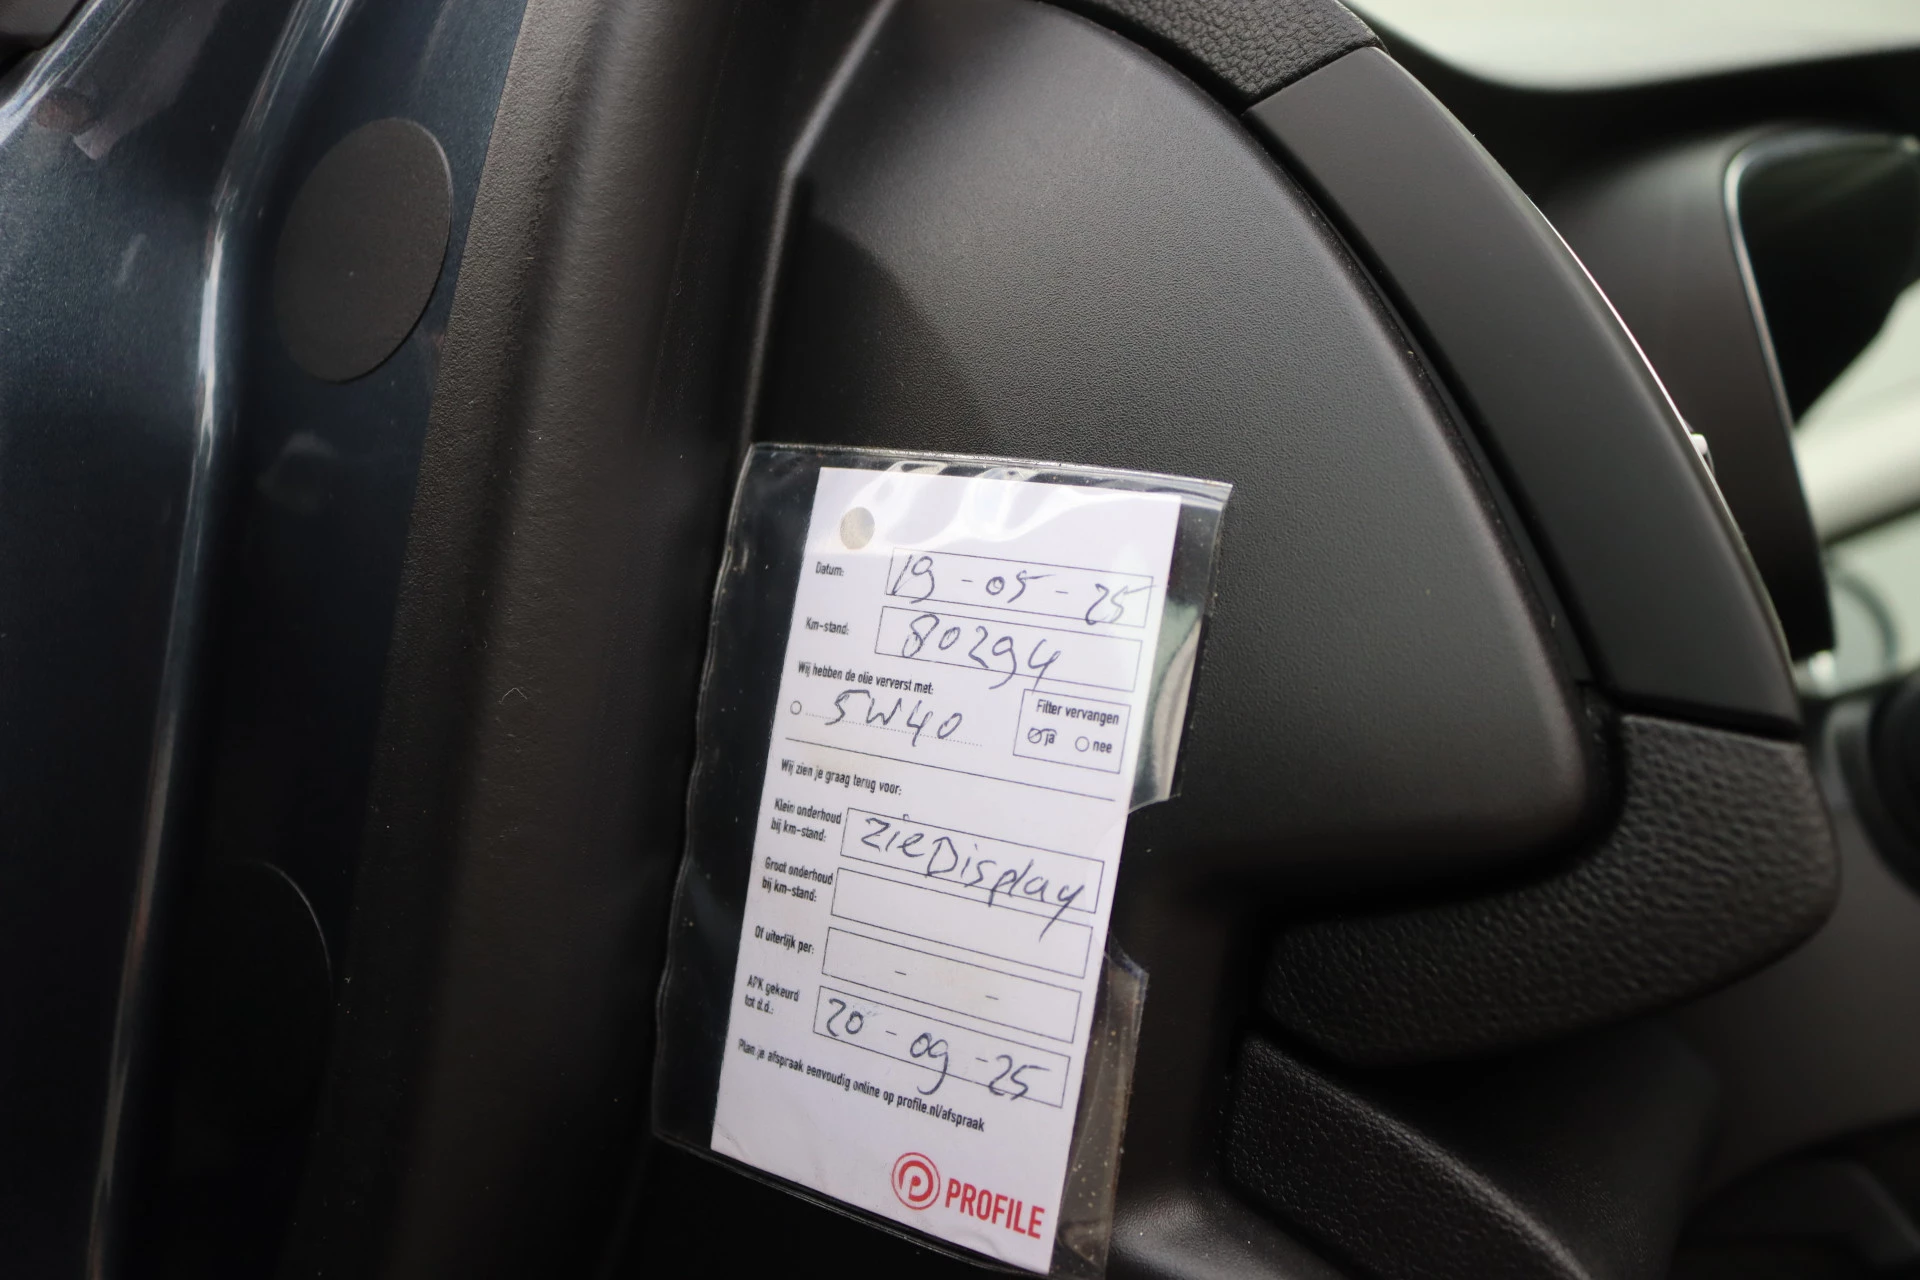 Datum: 19-05-25
Km-stand: 80294
Wij hebben de olie ververst met:
5W40
Filter vervangen
ja nee
Wij zien je graag terug voor:
Klein onderhoud
bij km-stand: zie Display
Groot onderhoud
bij km-stand:
Of uiterlijk per: - -
APK gekeurd
tot d.d.: 20-09-25
Plan je afspraak eenvoudig online op profile.nl/afspraak
PROFILE